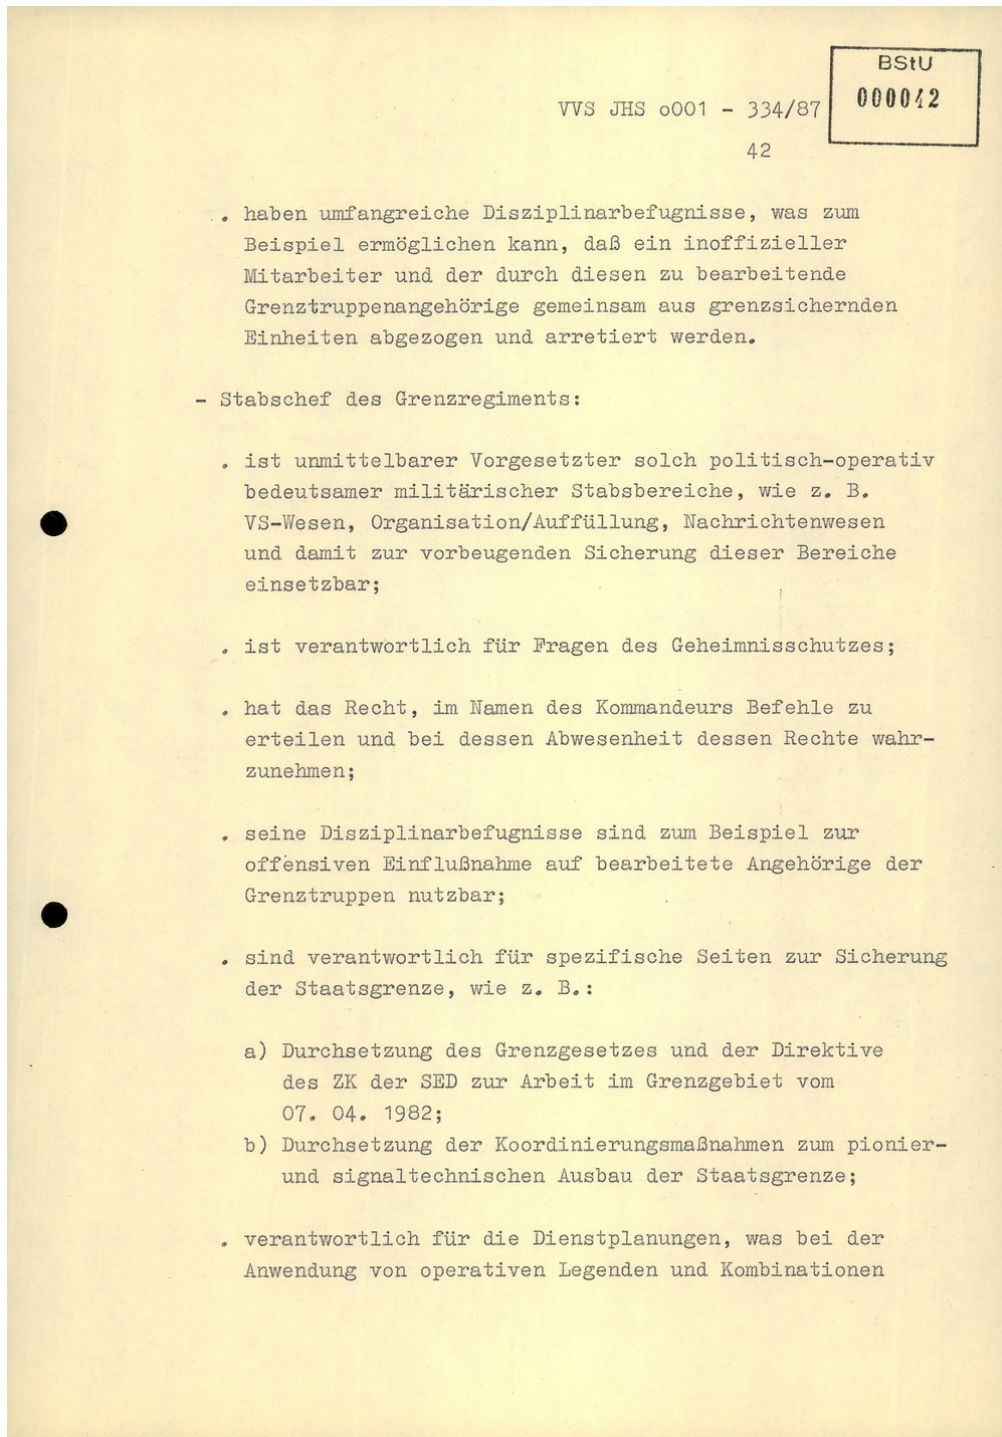 BStU
000042
VVS JHS o001 - 334/87
42
. haben umfangreiche Disziplinarbefugnisse, was zum
Beispiel ermöglichen kann, daß ein inoffizieller
Mitarbeiter und der durch diesen zu bearbeitende
Grenztruppenangehörige gemeinsam aus grenzsichernden
Einheiten abgezogen und arretiert werden.
- Stabschef des Grenzregiments:
. ist unmittelbarer Vorgesetzter solch politisch-operativ
bedeutsamer militärischer Stabsbereiche, wie z. B.
VS-Wesen, Organisation/Auffüllung, Nachrichtenwesen
und damit zur vorbeugenden Sicherung dieser Bereiche
einsetzbar;
. ist verantwortlich für Fragen des Geheimnisschutzes;
. hat das Recht, im Namen des Kommandeurs Befehle zu
erteilen und bei dessen Abwesenheit dessen Rechte wahr-
zunehmen;
. seine Disziplinarbefugnisse sind zum Beispiel zur
offensiven Einflußnahme auf bearbeitete Angehörige der
Grenztruppen nutzbar;
. sind verantwortlich für spezifische Seiten zur Sicherung
der Staatsgrenze, wie z. B.:
a) Durchsetzung des Grenzgesetzes und der Direktive
des ZK der SED zur Arbeit im Grenzgebiet vom
07. 04. 1982;
b) Durchsetzung der Koordinierungsmaßnahmen zum pionier-
und signaltechnischen Ausbau der Staatsgrenze;
. verantwortlich für die Dienstplanungen, was bei der
Anwendung von operativen Legenden und Kombinationen